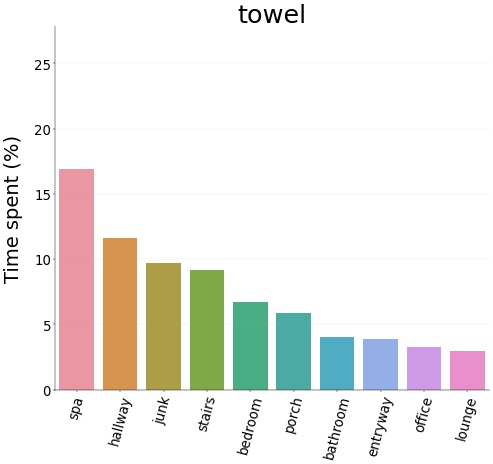 towel
Time spent (%)
25
20
15
10
5
0
spa
hallway
junk
stairs
bedroom
porch
bathroom
entryway
office
lounge